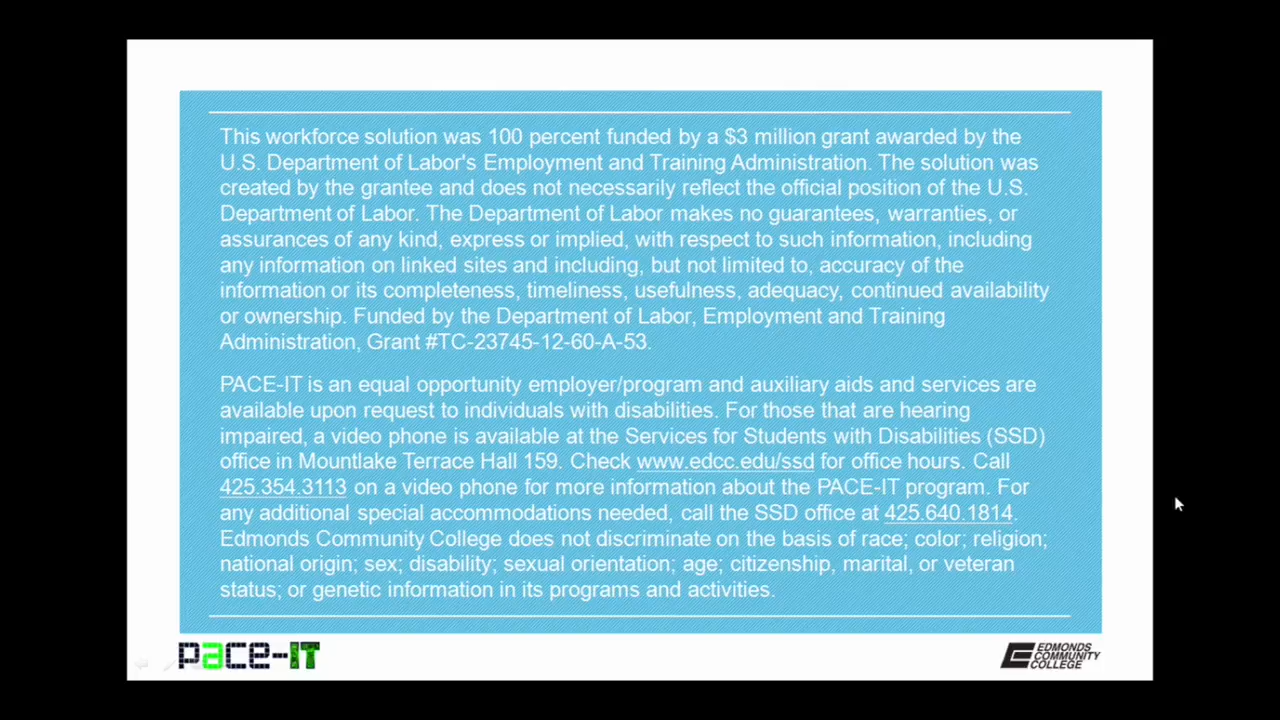 This workforce solution was 100 percent funded by a $3 million grant awarded by the
U.S. Department of Labor's Employment and Training Administration. The solution was
created by the grantee and does not necessarily reflect the official position of the U.S.
Department of Labor. The Department of Labor makes no guarantees, warranties, or
assurances of any kind, express or implied, with respect to such information, including
any information on linked sites and including, but not limited to, accuracy of the
information or its completeness, timeliness, usefulness, adequacy, continued availability
or ownership. Funded by the Department of Labor, Employment and Training
Administration, Grant #TC-23745-12-60-A-53.
PACE-IT is an equal opportunity employer/program and auxiliary aids and services are
available upon request to individuals with disabilities. For those that are hearing
impaired, a video phone is available at the Services for Students with Disabilities (SSD)
office in Mountlake Terrace Hall 159. Check www.edcc.edu/ssd for office hours. Call
425.354.3113 on a video phone for more information about the PACE-IT program. For
any additional special accommodations needed, call the SSD office at 425.640.1814.
Edmonds Community College does not discriminate on the basis of race; color; religion;
national origin; sex; disability; sexual orientation; age; citizenship, marital, or veteran
status; or genetic information in its programs and activities.
pace-IT
EDMONDS
COMMUNITY
COLLEGE